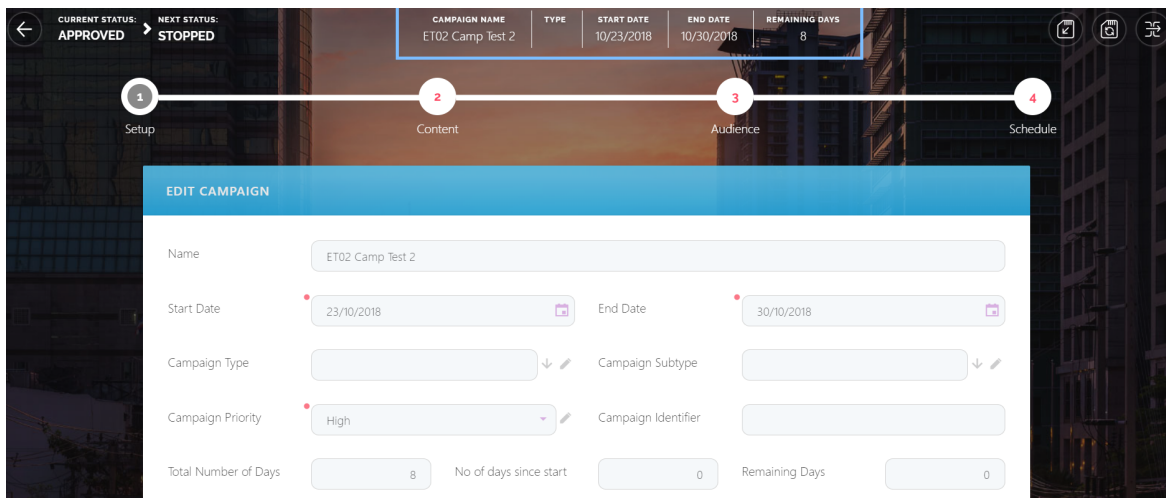 CURRENT STATUS: NEXT STATUS:
APPROVED STOPPED
CAMPAIGN NAME TYPE START DATE END DATE REMAINING DAYS
ET02 Camp Test 2 10/23/2018 10/30/2018 8
1 2 3 4
Setup Content Audience Schedule
EDIT CAMPAIGN
Name ET02 Camp Test 2
Start Date 23/10/2018 End Date 30/10/2018
Campaign Type Campaign Subtype
Campaign Priority High Campaign Identifier
Total Number of Days 8 No of days since start 0 Remaining Days 0